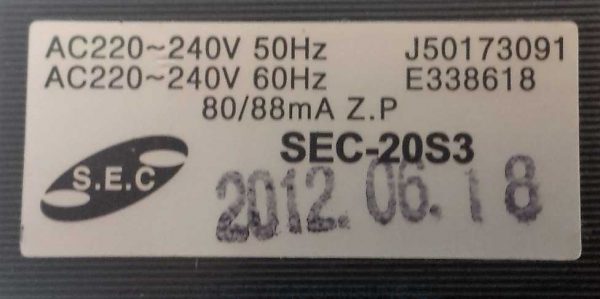 AC220~240V 50Hz J50173091
AC220~240V 60Hz E338618
80/88mA Z.P
SEC-20S3
S.E.C
2012.06.18